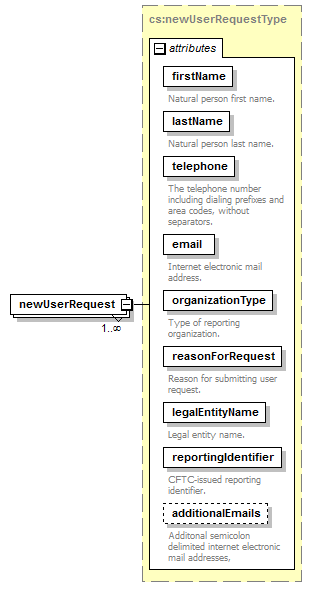 cs:newUserRequestType
attributes
firstName
Natural person first name.
lastName
Natural person last name.
telephone
The telephone number
including dialing prefixes and
area codes, without
separators.
email
Internet electronic mail
address.
newUserRequest
1..∞
organizationType
Type of reporting
organization.
reasonForRequest
Reason for submitting user
request.
legalEntityName
Legal entity name.
reportingIdentifier
CFTC-issued reporting
identifier.
additionalEmails
Additonal semicolon
delimited internet electronic
mail addresses,